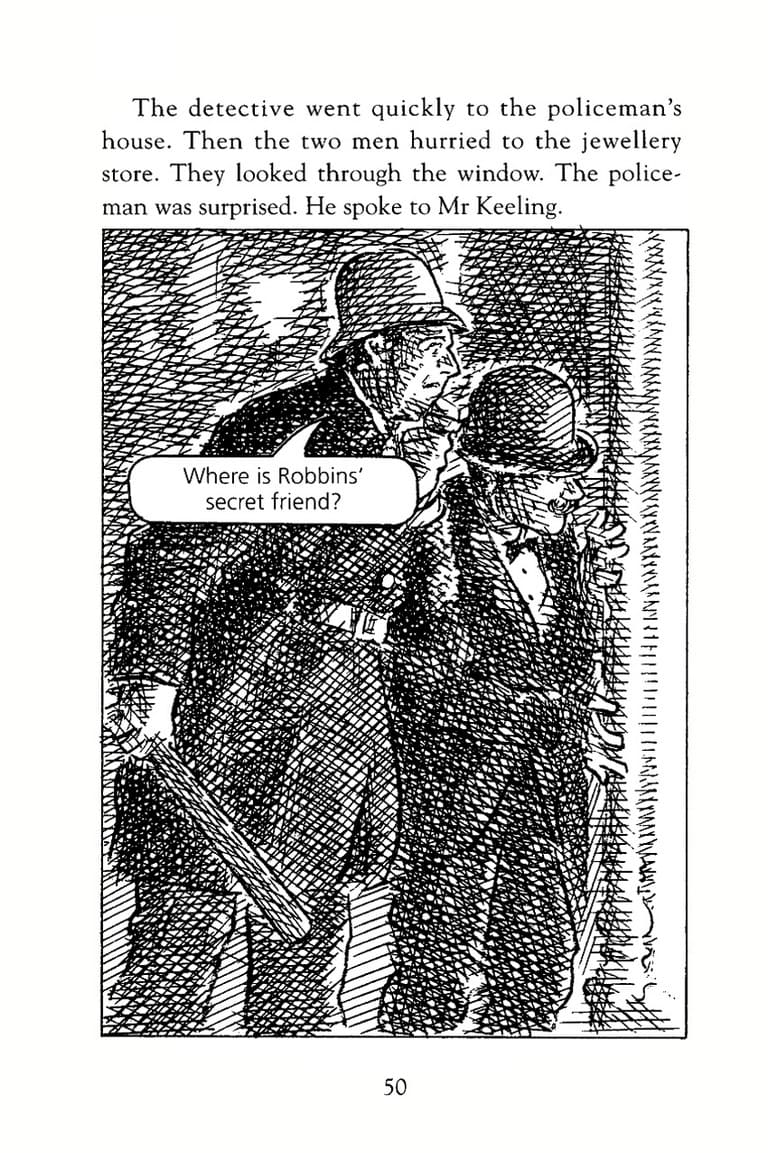 The detective went quickly to the policeman's
house. Then the two men hurried to the jewellery
store. They looked through the window. The police-
man was surprised. He spoke to Mr Keeling.
Where is Robbins'
secret friend?
50